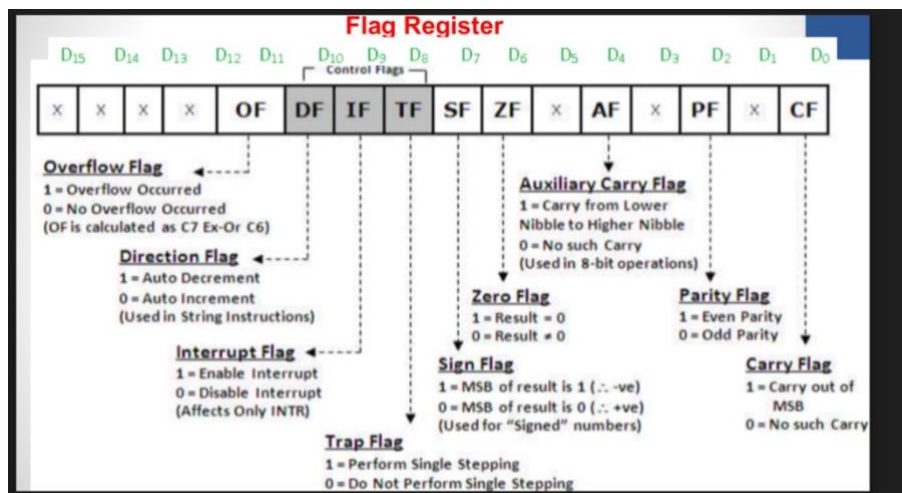 Flag Register
D15 D14 D13 D12 D11 D10 D9 D8 D7 D6 D5 D4 D3 D2 D1 D0
Control Flags
X X X X OF DF IF TF SF ZF X AF X PF X CF
Overflow Flag
1 = Overflow Occurred
0 = No Overflow Occurred
(OF is calculated as C7 Ex-Or C6)
Direction Flag
1 = Auto Decrement
0 = Auto Increment
(Used in String Instructions)
Interrupt Flag
1 = Enable Interrupt
0 = Disable Interrupt
(Affects Only INTR)
Trap Flag
1 = Perform Single Stepping
0 = Do Not Perform Single Stepping
Sign Flag
1 = MSB of result is 1 (∴ -ve)
0 = MSB of result is 0 (∴ +ve)
(Used for “Signed” numbers)
Zero Flag
1 = Result = 0
0 = Result ≠ 0
Auxiliary Carry Flag
1 = Carry from Lower
Nibble to Higher Nibble
0 = No such Carry
(Used in 8-bit operations)
Parity Flag
1 = Even Parity
0 = Odd Parity
Carry Flag
1 = Carry out of
MSB
0 = No such Carry